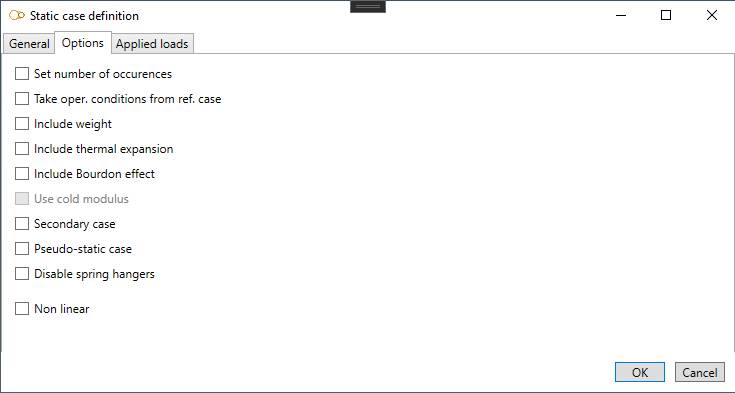 Static case definition
General Options Applied loads
Set number of occurences
Take oper. conditions from ref. case
Include weight
Include thermal expansion
Include Bourdon effect
Use cold modulus
Secondary case
Pseudo-static case
Disable spring hangers
Non linear
OK Cancel